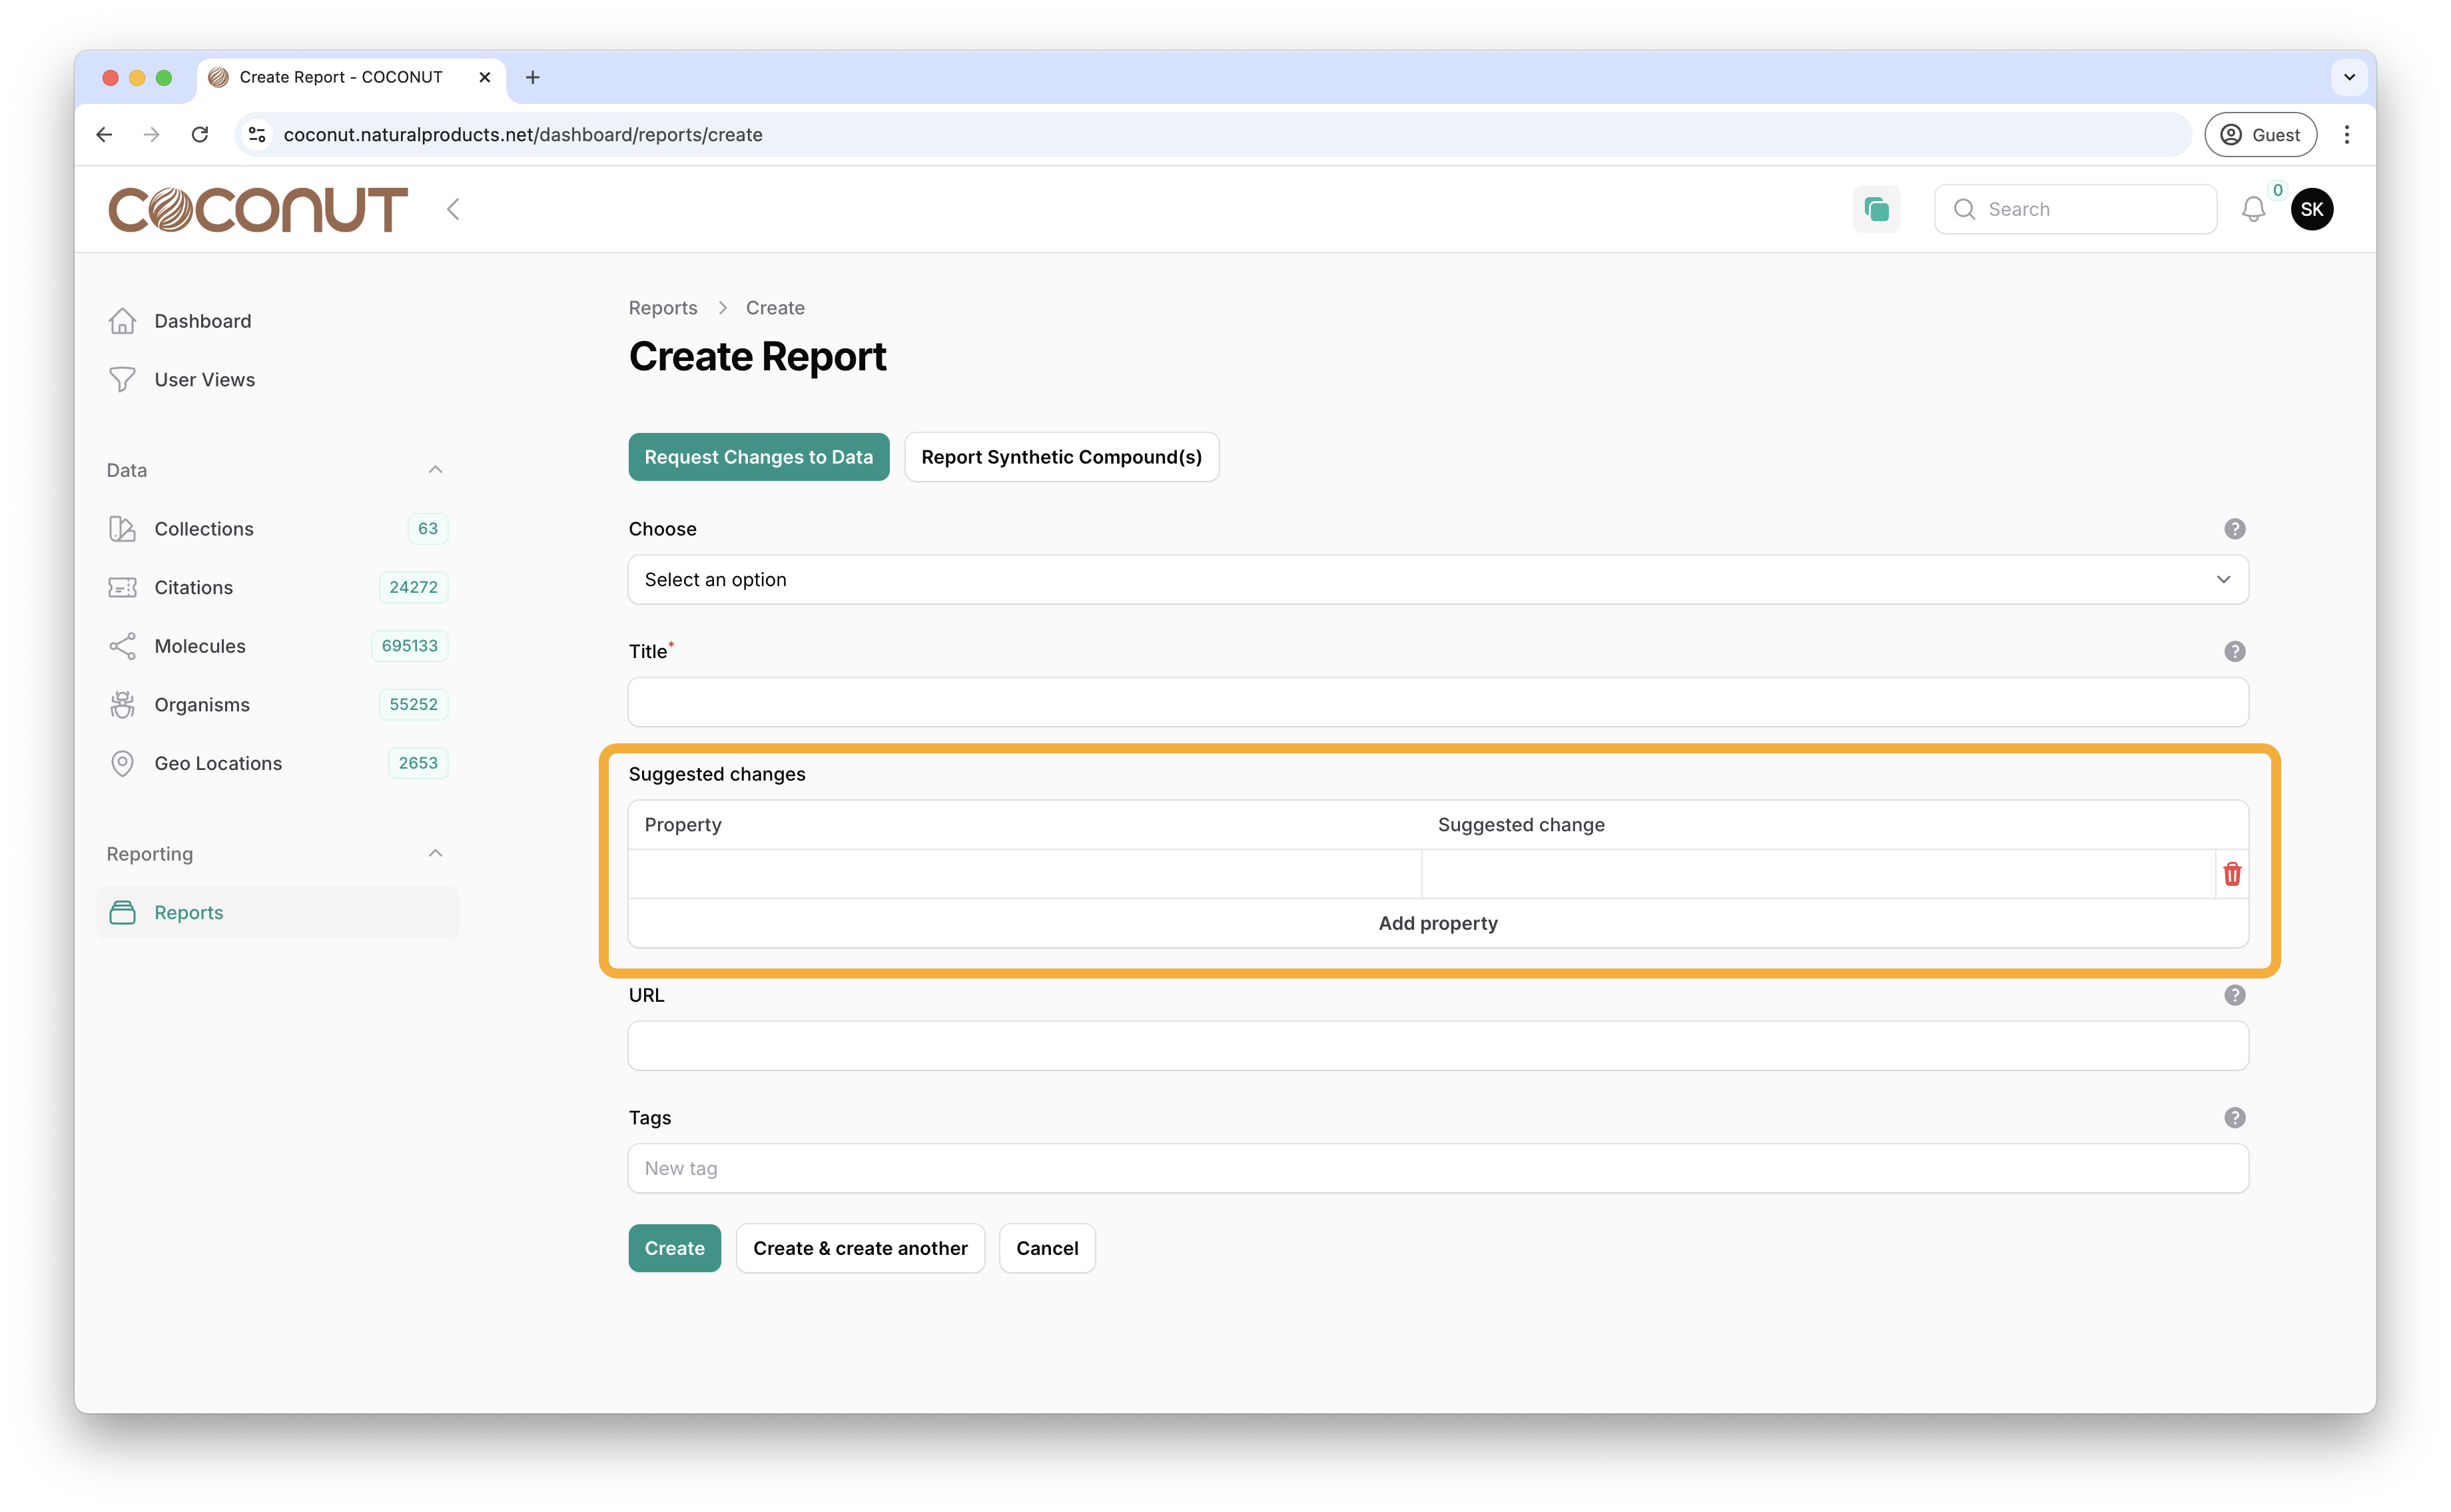 Create Report - COCONUT
coconut.naturalproducts.net/dashboard/reports/create
Guest
COCONUT
Search
0
SK
Dashboard
User Views
Data
Collections 63
Citations 24272
Molecules 695133
Organisms 55252
Geo Locations 2653
Reporting
Reports
Reports > Create
Create Report
Request Changes to Data
Report Synthetic Compound(s)
Choose
?
Select an option
Title*
?
Suggested changes
Property Suggested change
Add property
URL
?
Tags
?
New tag
Create
Create & create another
Cancel